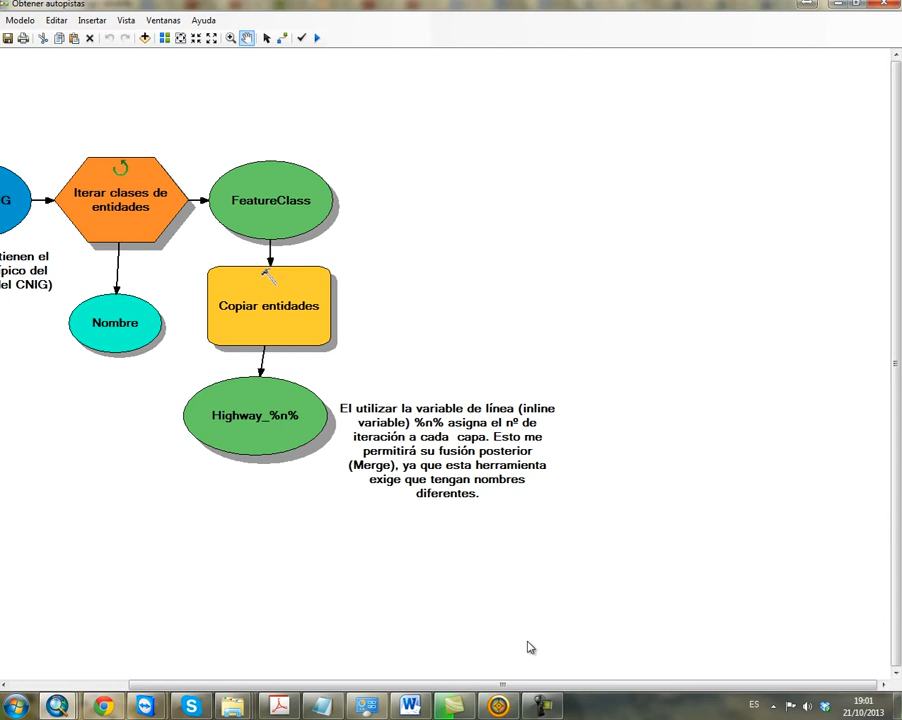 Obtener autopistas
Modelo Editar Insertar Vista Ventanas Ayuda
G
Iterar clases de
entidades
FeatureClass
tienen el
ípico del
del CNIG)
Nombre
Copiar entidades
Highway_%n%
El utilizar la variable de línea (inline
variable) %n% asigna el nº de
iteración a cada capa. Esto me
permitirá su fusión posterior
(Merge), ya que esta herramienta
exige que tengan nombres
diferentes.
ES
19:01
21/10/2013